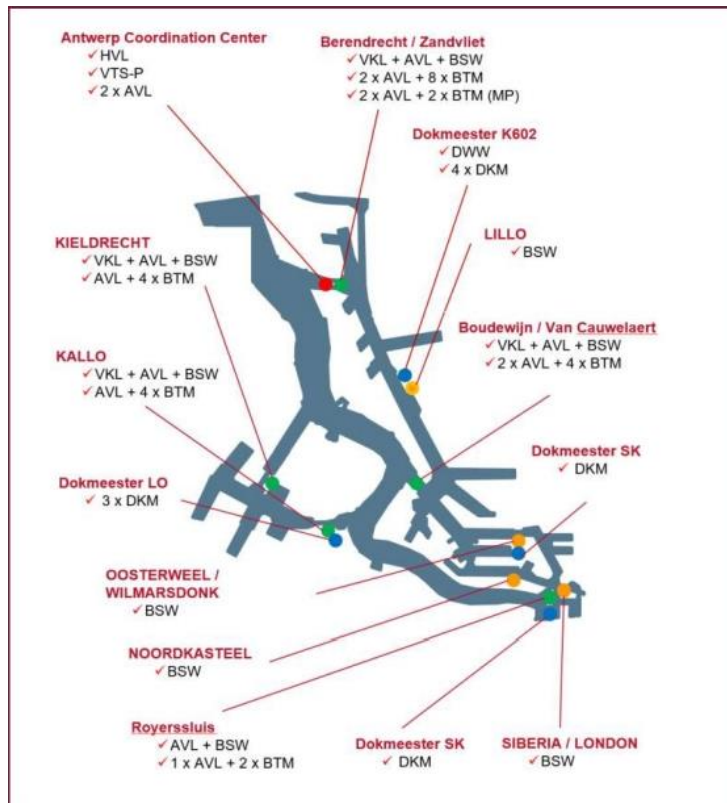 Antwerp Coordination Center
✓HVL
✓VTS-P
✓2 x AVL
Berendrecht / Zandvliet
✓VKL + AVL + BSW
✓2 x AVL + 8 x BTM
✓2 x AVL + 2 x BTM (MP)
Dokmeester K602
✓DWW
✓4 x DKM
LILLO
✓BSW
KIELDRECHT
✓VKL + AVL + BSW
✓AVL + 4 x BTM
Boudewijn / Van Cauwelaert
✓VKL + AVL + BSW
✓2 x AVL + 4 x BTM
KALLO
✓VKL + AVL + BSW
✓AVL + 4 x BTM
Dokmeester SK
✓ DKM
Dokmeester LO
✓ 3 x DKM
OOSTERWEEL /
WILMARSDONK
✓BSW
NOORDKASTEEL
✓BSW
Royerssluis
✓AVL + BSW
✓1 x AVL + 2 x BTM
Dokmeester SK
✓ DKM
SIBERIA / LONDON
✓BSW